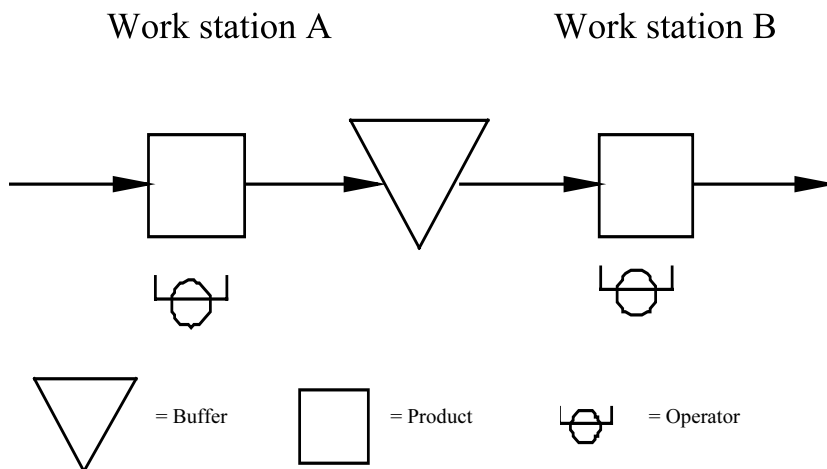 Work station A
Work station B
= Buffer
= Product
= Operator